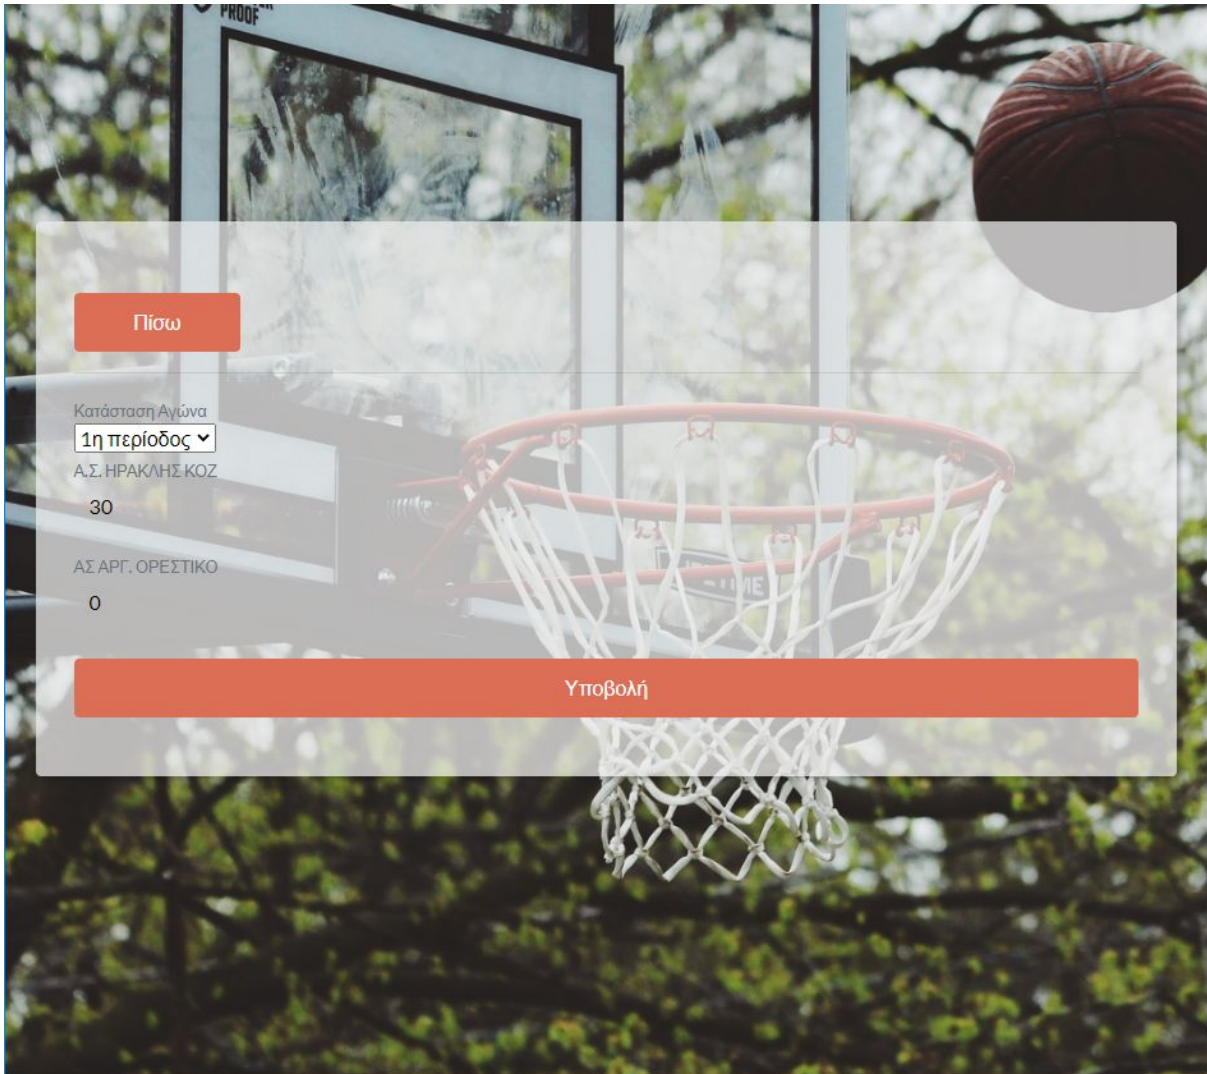 PROOF
Πίσω
Κατάσταση Αγώνα
1η περίοδος
Α.Σ. ΗΡΑΚΛΗΣ ΚΟΖ
30
ΑΣ ΑΡΓ. ΟΡΕΣΤΙΚΟ
0
Υποβολή